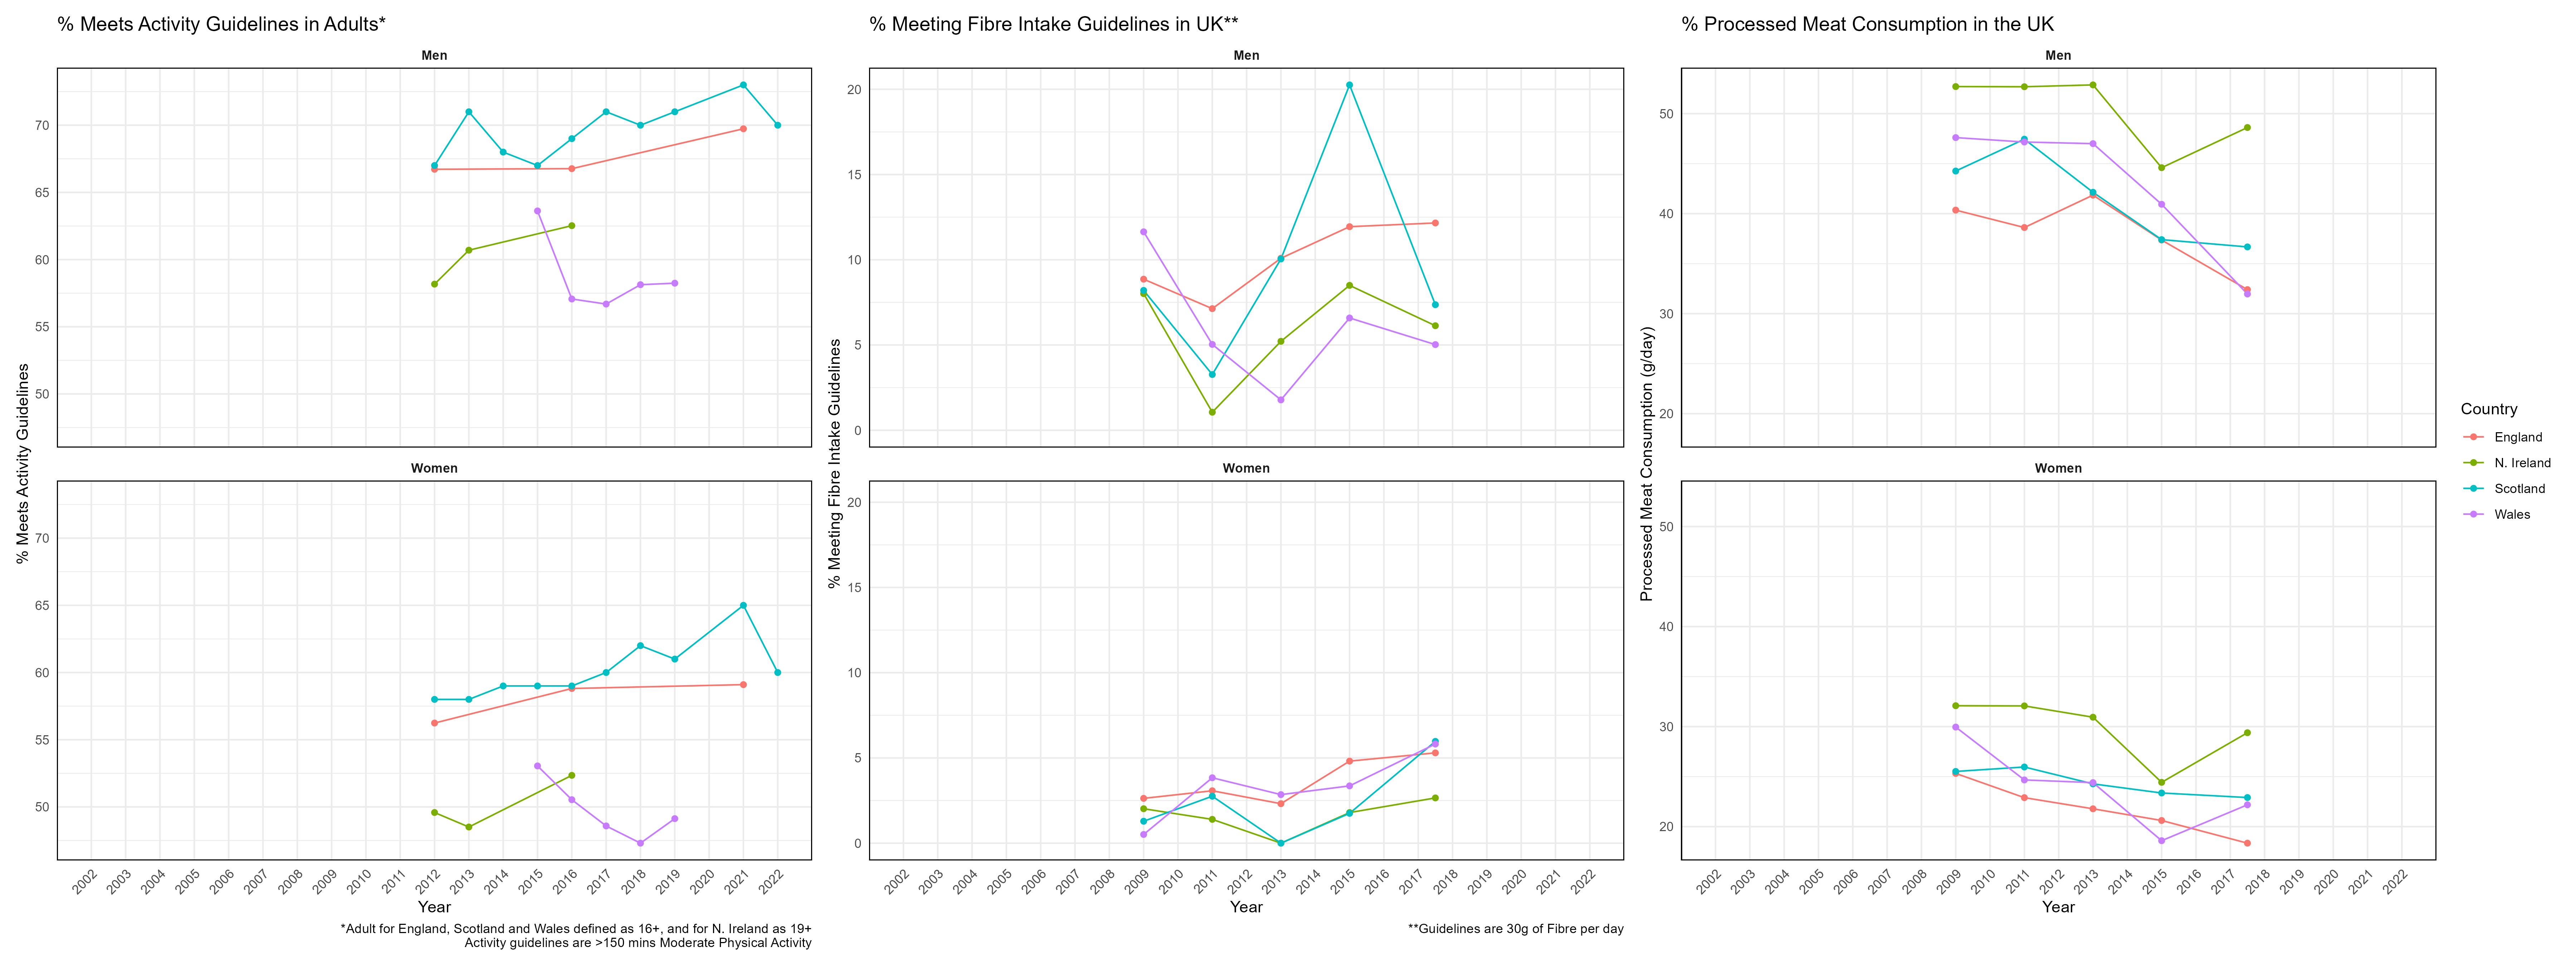 % Meets Activity Guidelines in Adults*
Men
70
65
60
55
50
Women
70
65
60
55
50
% Meets Activity Guidelines
2002 2003 2004 2005 2006 2007 2008 2009 2010 2011 2012 2013 2014 2015 2016 2017 2018 2019 2020 2021 2022
Year
*Adult for England, Scotland and Wales defined as 16+, and for N. Ireland as 19+
Activity guidelines are >150 mins Moderate Physical Activity
% Meeting Fibre Intake Guidelines in UK**
Men
20
15
10
5
0
Women
20
15
10
5
0
% Meeting Fibre Intake Guidelines
2002 2003 2004 2005 2006 2007 2008 2009 2010 2011 2012 2013 2014 2015 2016 2017 2018 2019 2020 2021 2022
Year
**Guidelines are 30g of Fibre per day
% Processed Meat Consumption in the UK
Men
50
40
30
20
Women
50
40
30
20
Processed Meat Consumption (g/day)
2002 2003 2004 2005 2006 2007 2008 2009 2010 2011 2012 2013 2014 2015 2016 2017 2018 2019 2020 2021 2022
Year
Country
England
N. Ireland
Scotland
Wales